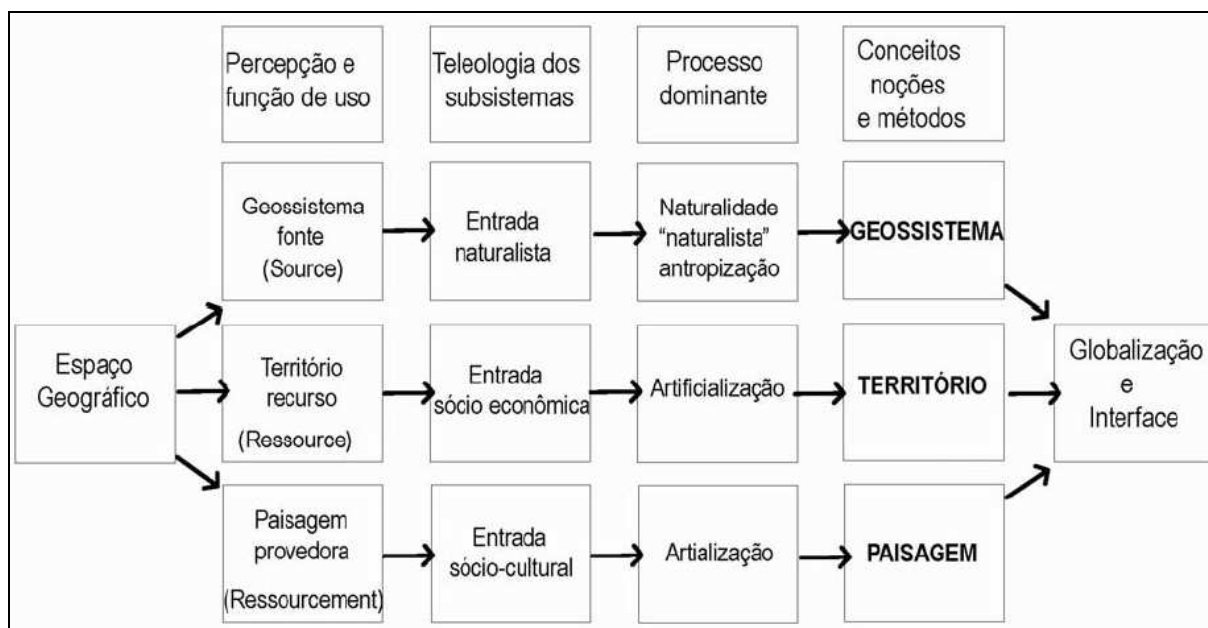 Percepção e
função de uso
Teleologia dos
subsistemas
Processo
dominante
Conceitos
noções
e métodos
Geossistema
fonte
(Source)
Entrada
naturalista
Naturalidade
“naturalista”
antropização
GEOSSISTEMA
Espaço
Geográfico
Território
recurso
(Ressource)
Entrada
sócio econômica
Artificialização
TERRITÓRIO
Globalização
e
Interface
Paisagem
provedora
(Ressourcement)
Entrada
sócio-cultural
Artialização
PAISAGEM